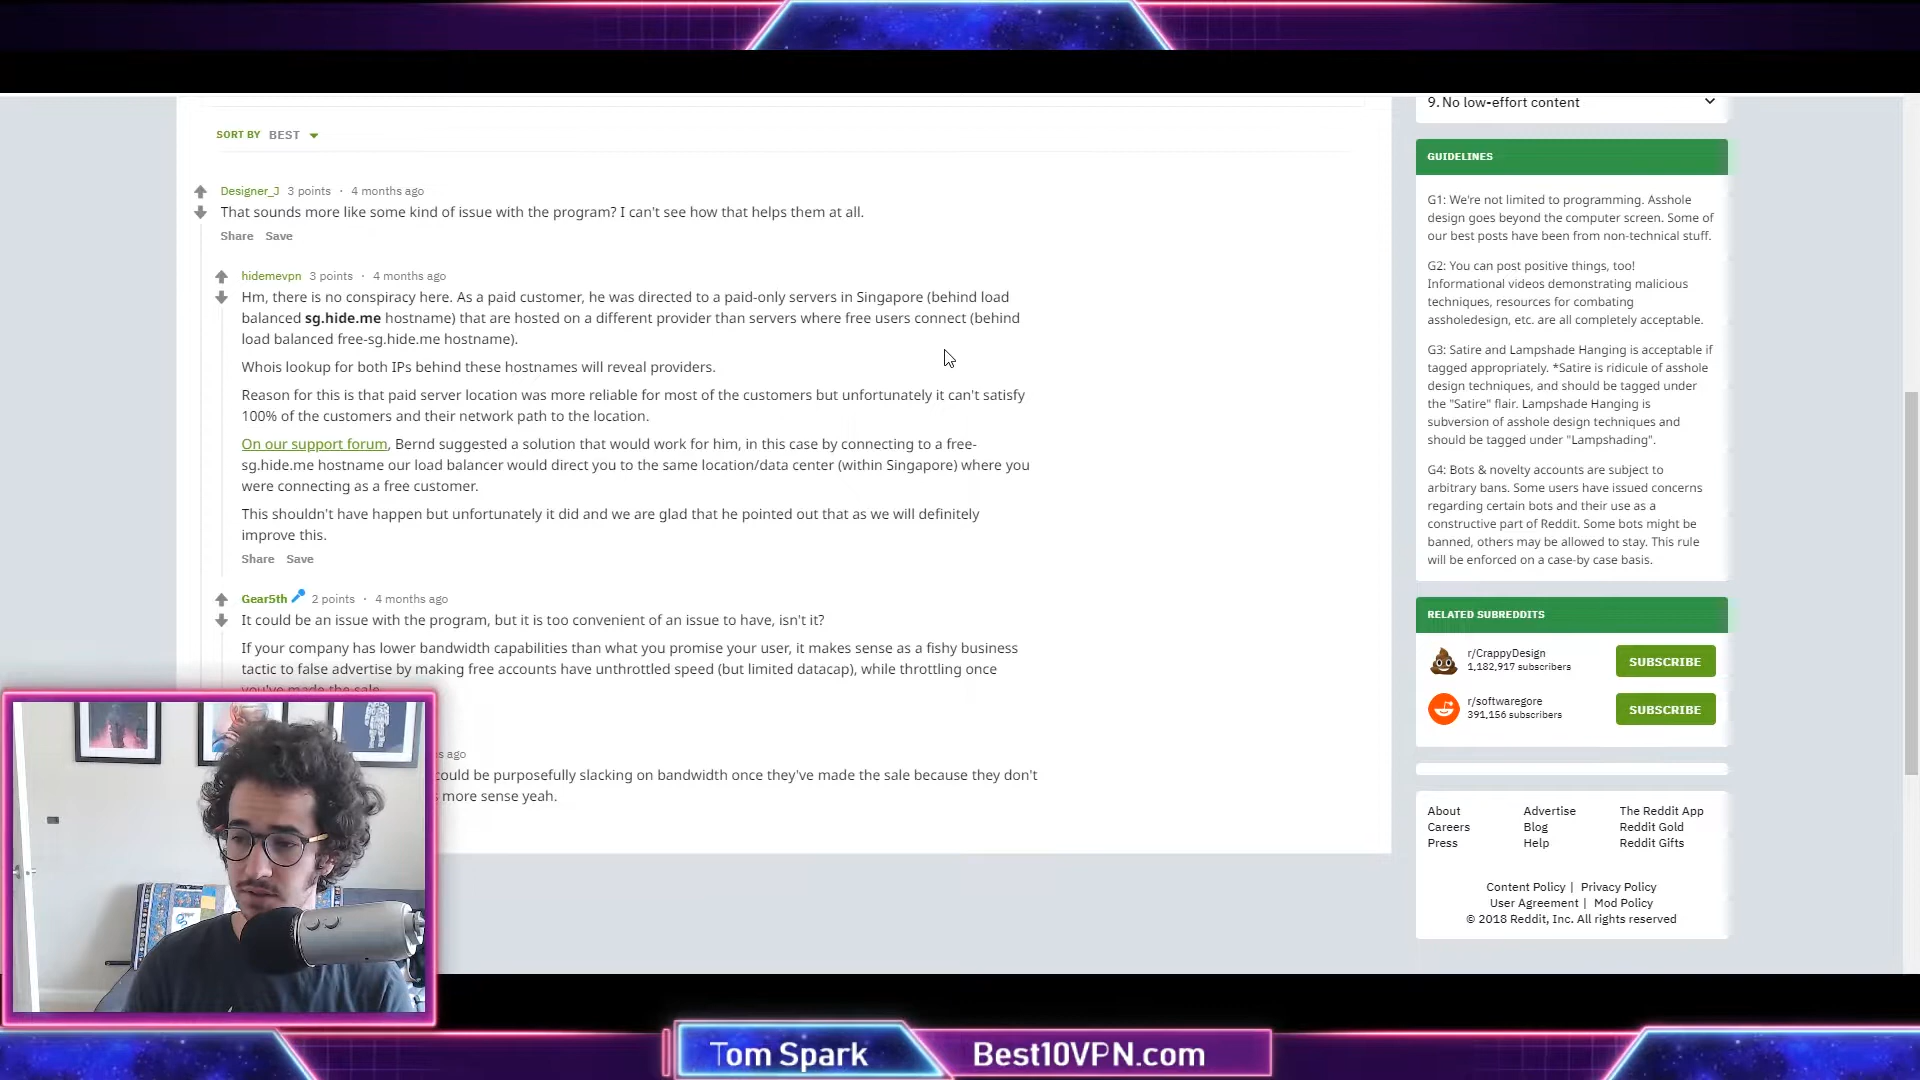 9. No low-effort content
SORT BY BEST
GUIDELINES
Designer_J 3 points · 4 months ago
That sounds more like some kind of issue with the program? I can't see how that helps them at all.
Share Save
hidemevpn 3 points · 4 months ago
Hm, there is no conspiracy here. As a paid customer, he was directed to a paid-only servers in Singapore (behind load
balanced sg.hide.me hostname) that are hosted on a different provider than servers where free users connect (behind
load balanced free-sg.hide.me hostname).
Whois lookup for both IPs behind these hostnames will reveal providers.
Reason for this is that paid server location was more reliable for most of the customers but unfortunately it can't satisfy
100% of the customers and their network path to the location.
On our support forum, Bernd suggested a solution that would work for him, in this case by connecting to a free-
sg.hide.me hostname our load balancer would direct you to the same location/data center (within Singapore) where you
were connecting as a free customer.
This shouldn't have happen but unfortunately it did and we are glad that he pointed out that as we will definitely
improve this.
Share Save
Gear5th 2 points · 4 months ago
It could be an issue with the program, but it is too convenient of an issue to have, isn't it?
If your company has lower bandwidth capabilities than what you promise your user, it makes sense as a fishy business
tactic to false advertise by making free accounts have unthrottled speed (but limited datacap), while throttling once
you've made the sale
ago
could be purposefully slacking on bandwidth once they've made the sale because they don't
more sense yeah.
G1: We're not limited to programming. Asshole
design goes beyond the computer screen. Some of
our best posts have been from non-technical stuff.
G2: You can post positive things, too!
Informational videos demonstrating malicious
techniques, resources for combating
assholedesign, etc. are all completely acceptable.
G3: Satire and Lampshade Hanging is acceptable if
tagged appropriately. *Satire is ridicule of asshole
design techniques, and should be tagged under
the "Satire" flair. Lampshade Hanging is
subversion of asshole design techniques and
should be tagged under "Lampshading".
G4: Bots & novelty accounts are subject to
arbitrary bans. Some users have issued concerns
regarding certain bots and their use as a
constructive part of Reddit. Some bots might be
banned, others may be allowed to stay. This rule
will be enforced on a case-by case basis.
RELATED SUBREDDITS
r/CrappyDesign
1,182,917 subscribers
SUBSCRIBE
r/softwaregore
391,156 subscribers
SUBSCRIBE
About Advertise The Reddit App
Careers Blog Reddit Gold
Press Help Reddit Gifts
Content Policy | Privacy Policy
User Agreement | Mod Policy
© 2018 Reddit, Inc. All rights reserved
Tom Spark
Best10VPN.com